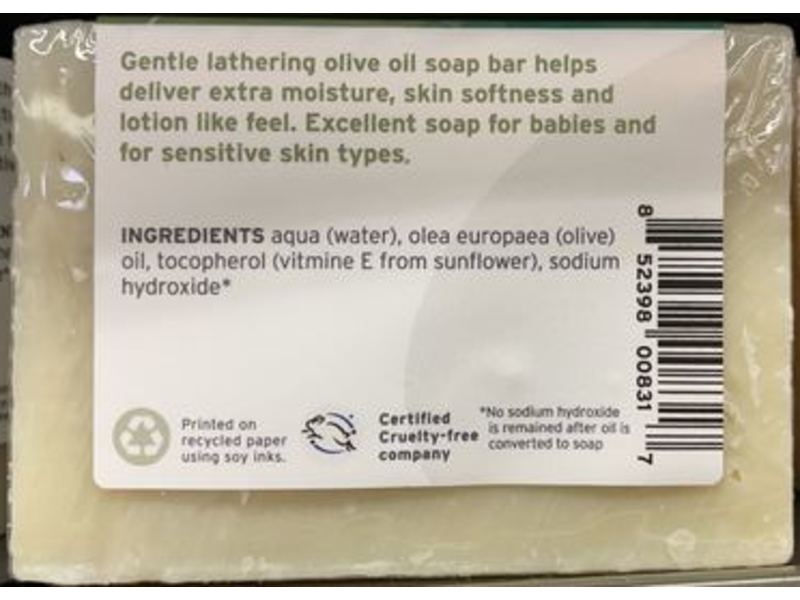 Gentle lathering olive oil soap bar helps
deliver extra moisture, skin softness and
lotion like feel. Excellent soap for babies and
for sensitive skin types.
INGREDIENTS aqua (water), olea europaea (olive)
oil, tocopherol (vitmine E from sunflower), sodium
hydroxide*
Printed on
recycled paper
using soy inks.
Certified
Cruelty-free
company
*No sodium hydroxide
is remained after oil is
converted to soap
8 52398 00831 7